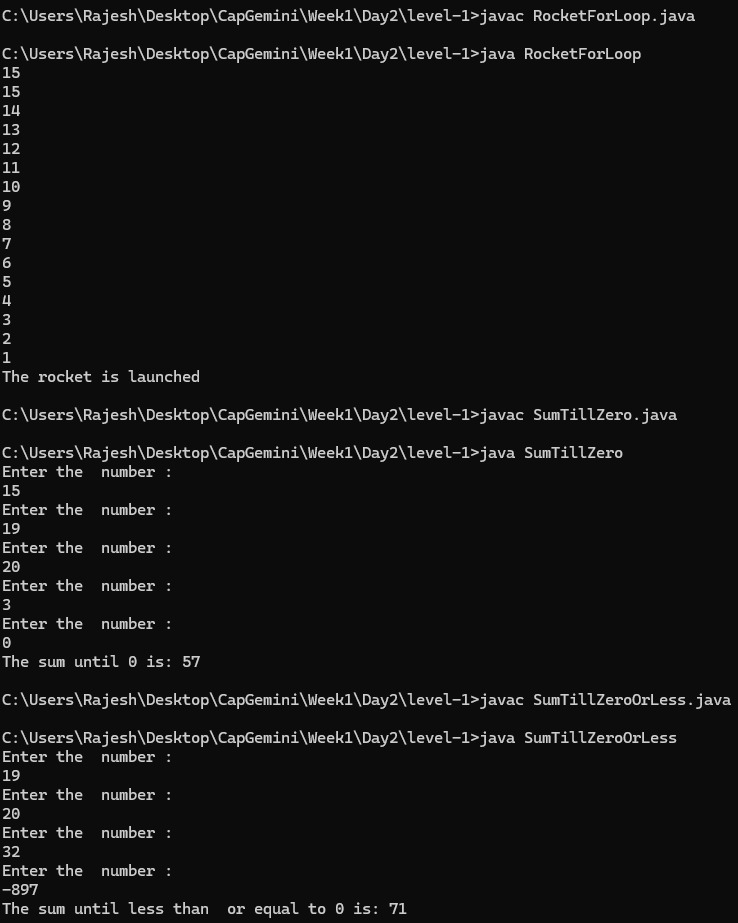 C:\Users\Rajesh\Desktop\CapGemini\Week1\Day2\level-1>javac RocketForLoop.java
C:\Users\Rajesh\Desktop\CapGemini\Week1\Day2\level-1>java RocketForLoop
15
15
14
13
12
11
10
9
8
7
6
5
4
3
2
1
The rocket is launched
C:\Users\Rajesh\Desktop\CapGemini\Week1\Day2\level-1>javac SumTillZero.java
C:\Users\Rajesh\Desktop\CapGemini\Week1\Day2\level-1>java SumTillZero
Enter the  number :
15
Enter the  number :
19
Enter the  number :
20
Enter the  number :
3
Enter the  number :
0
The sum until 0 is: 57
C:\Users\Rajesh\Desktop\CapGemini\Week1\Day2\level-1>javac SumTillZeroOrLess.java
C:\Users\Rajesh\Desktop\CapGemini\Week1\Day2\level-1>java SumTillZeroOrLess
Enter the  number :
19
Enter the  number :
20
Enter the  number :
32
Enter the  number :
-897
The sum until less than  or equal to 0 is: 71